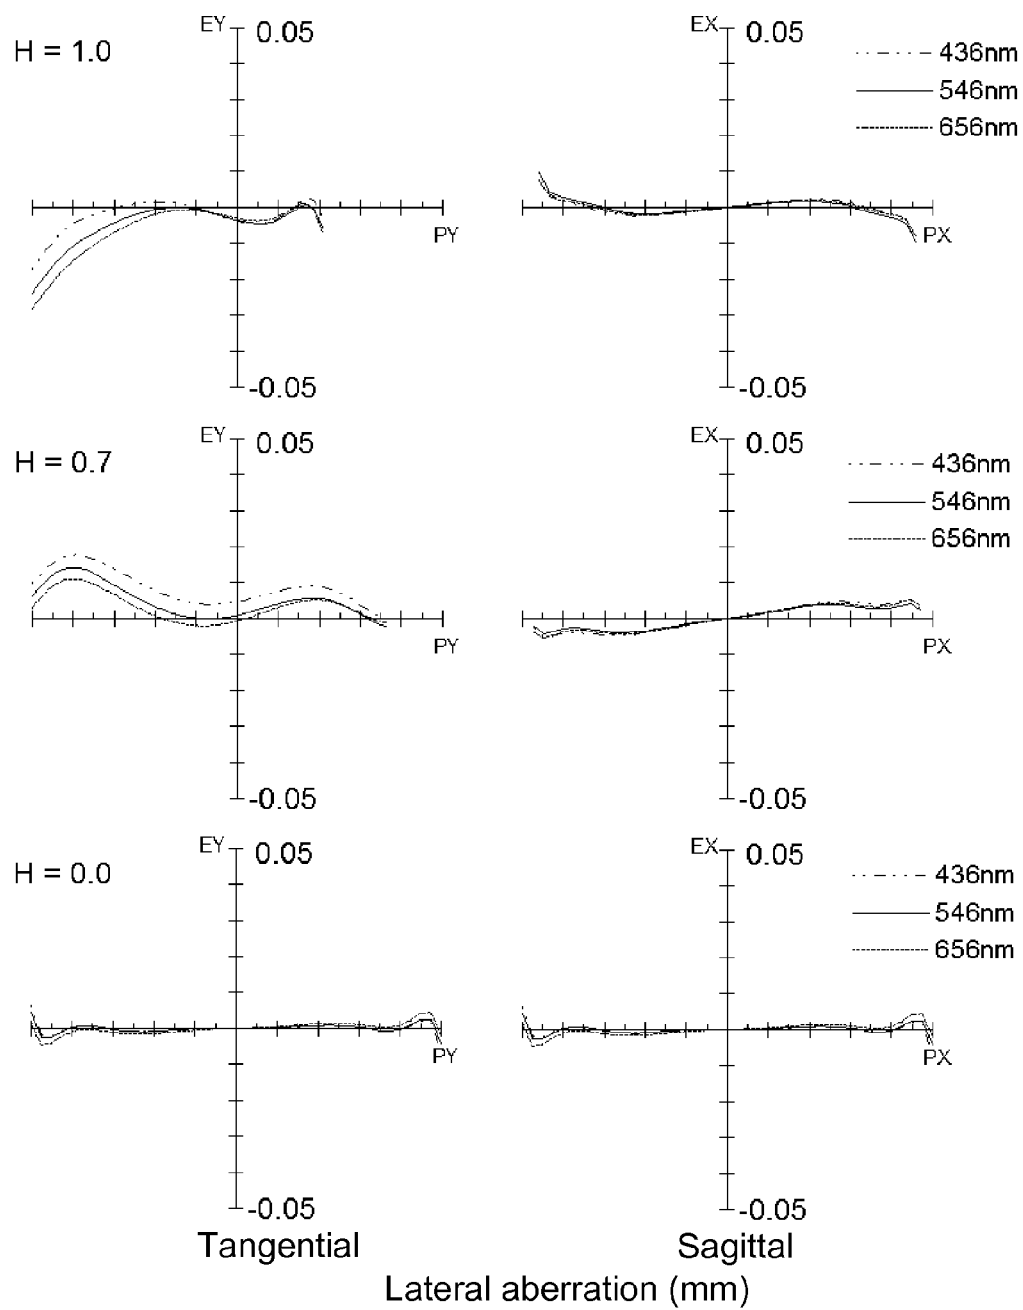 EY 0.05
EX 0.05
H = 1.0
436nm
546nm
656nm
PY
PX
-0.05
-0.05
EY 0.05
EX 0.05
H = 0.7
436nm
546nm
656nm
PY
PX
-0.05
-0.05
EY 0.05
EX 0.05
H = 0.0
436nm
546nm
656nm
PY
PX
-0.05
-0.05
Tangential
Sagittal
Lateral aberration (mm)